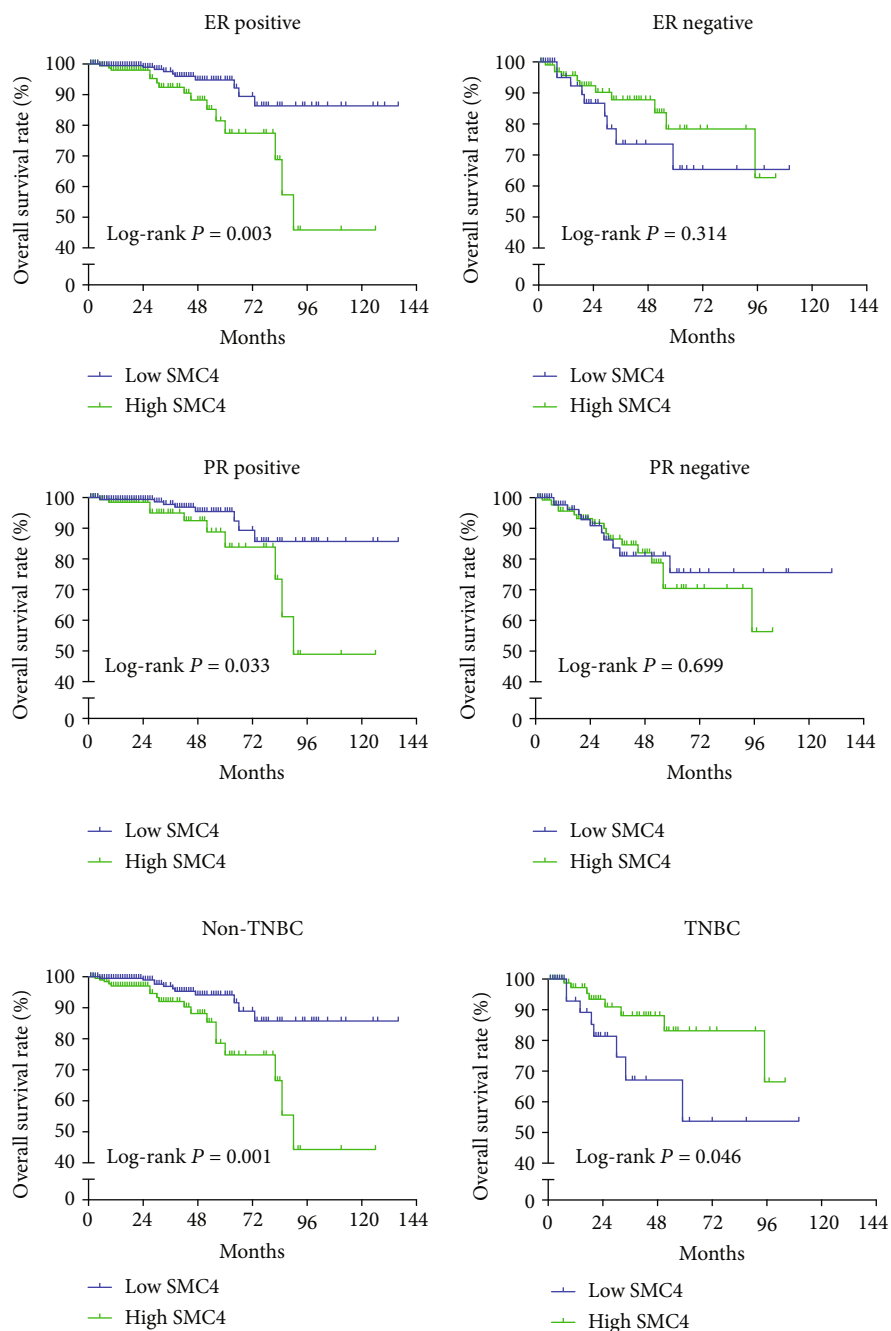 ER positive
Overall survival rate (%)
100
90
80
70
60
50
40
0
Log-rank P = 0.003
0 24 48 72 96 120 144
Months
Low SMC4
High SMC4
ER negative
Overall survival rate (%)
100
90
80
70
60
50
40
0
Log-rank P = 0.314
0 24 48 72 96 120 144
Months
Low SMC4
High SMC4
PR positive
Overall survival rate (%)
100
90
80
70
60
50
40
0
Log-rank P = 0.033
0 24 48 72 96 120 144
Months
Low SMC4
High SMC4
PR negative
Overall survival rate (%)
100
90
80
70
60
50
40
0
Log-rank P = 0.699
0 24 48 72 96 120 144
Months
Low SMC4
High SMC4
Non-TNBC
Overall survival rate (%)
100
90
80
70
60
50
40
0
Log-rank P = 0.001
0 24 48 72 96 120 144
Months
Low SMC4
High SMC4
TNBC
Overall survival rate (%)
100
90
80
70
60
50
40
0
Log-rank P = 0.046
0 24 48 72 96 120 144
Months
Low SMC4
High SMC4